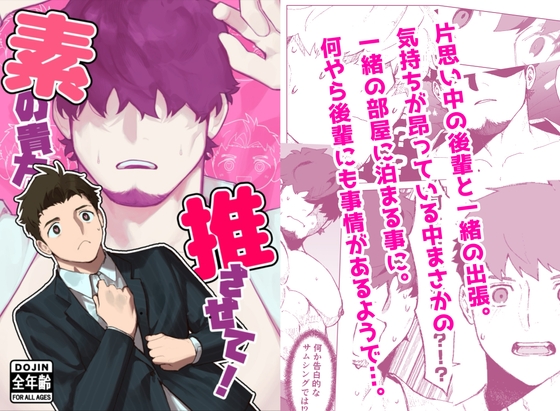 素の貴方
推させて！
DOJIN
全年齢
FOR ALL AGES
片思い中の後輩と一緒の出張。
気持ちが昂っている中まさかの?!?
一緒の部屋に泊まる事に。
何やら後輩にも事情があるようで…。
何か告白的な
サムシングでは!?